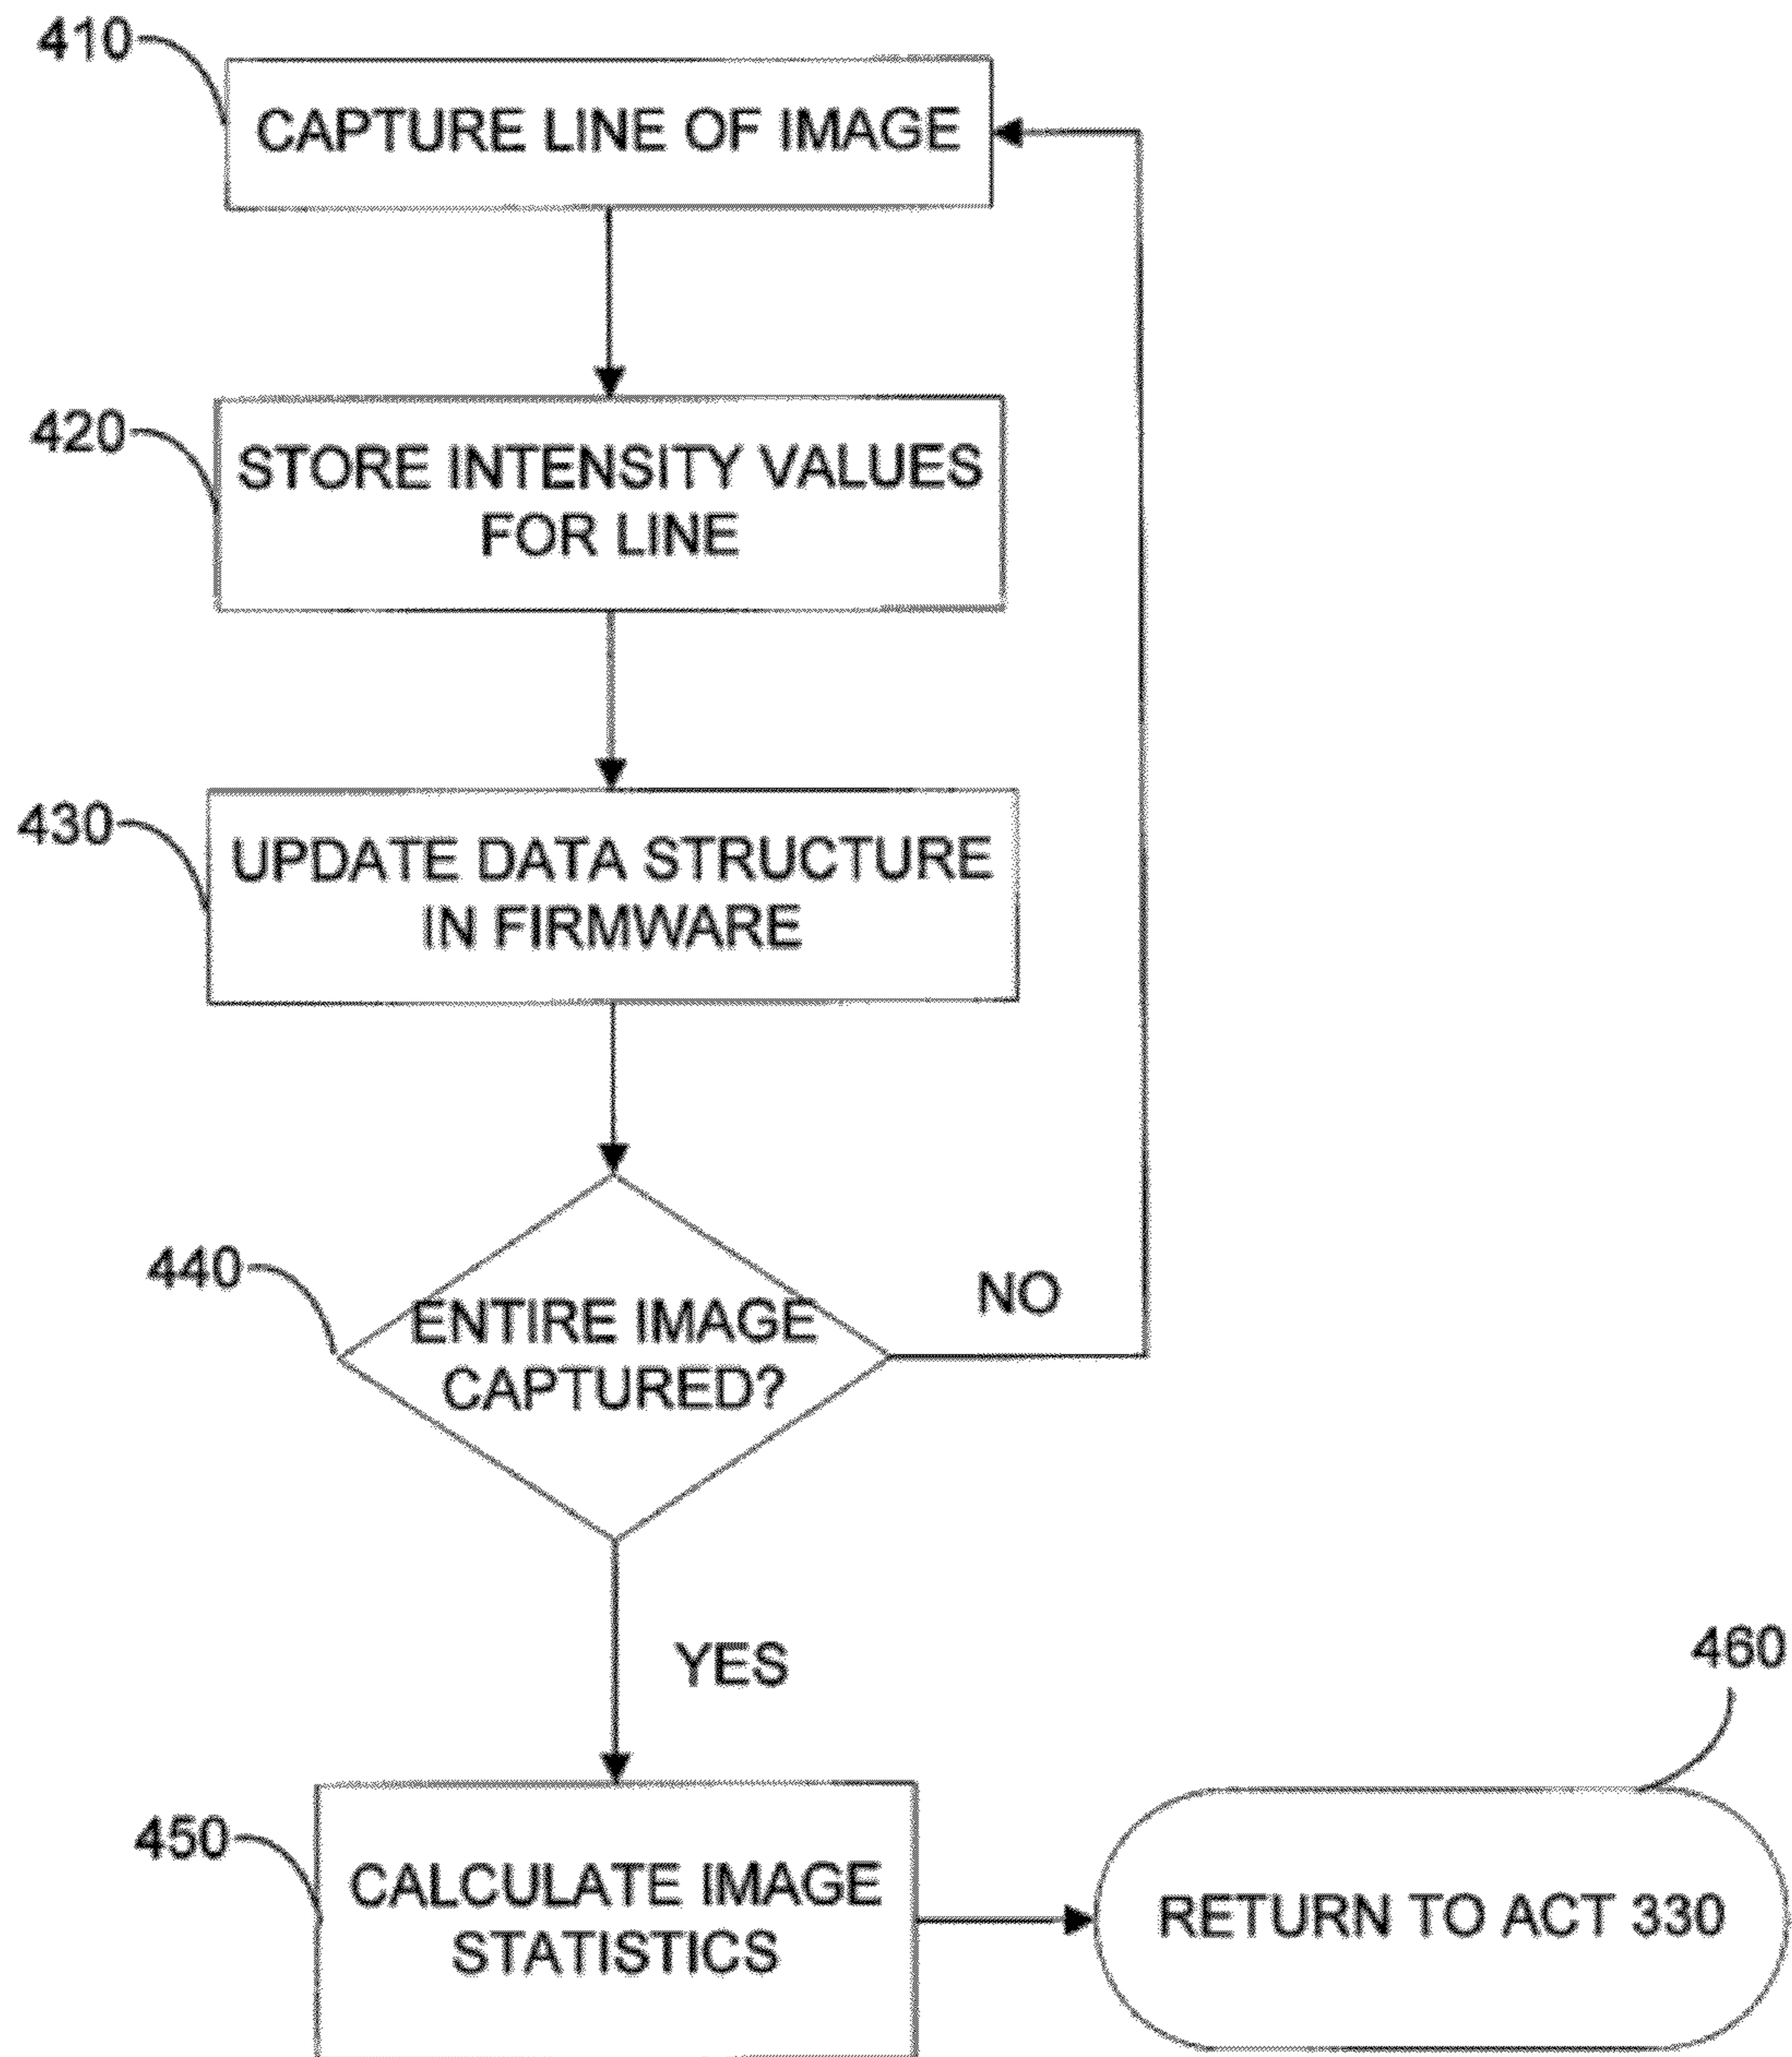 410
CAPTURE LINE OF IMAGE
420
STORE INTENSITY VALUES
FOR LINE
430
UPDATE DATA STRUCTURE
IN FIRMWARE
440
ENTIRE IMAGE
CAPTURED?
NO
YES
460
450
CALCULATE IMAGE
STATISTICS
RETURN TO ACT 330